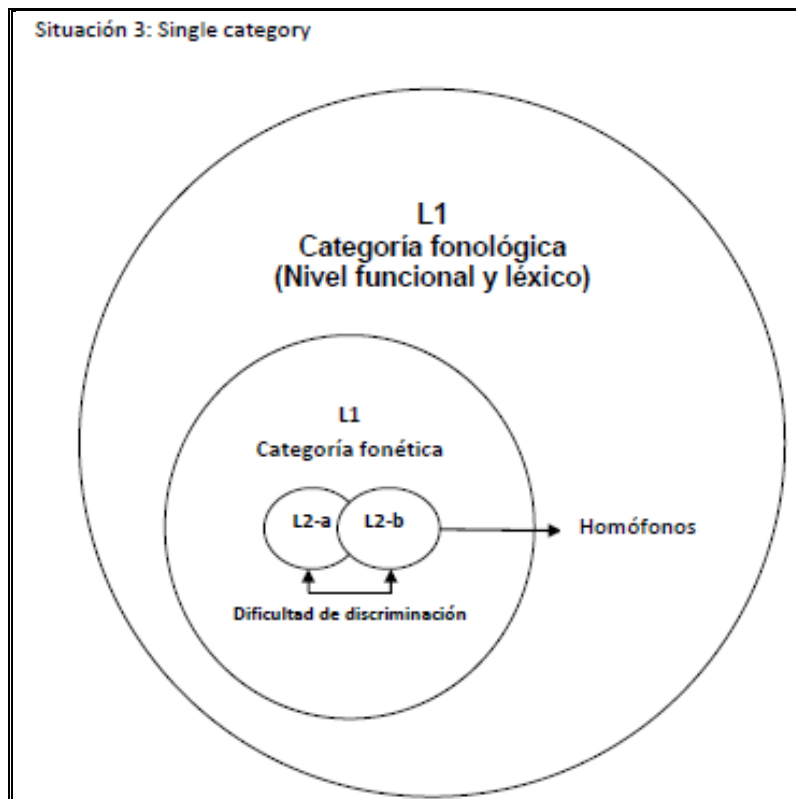 Situación 3: Single category
L1
Categoría fonológica
(Nivel funcional y léxico)
L1
Categoría fonética
L2-a
L2-b
Homófonos
Dificultad de discriminación